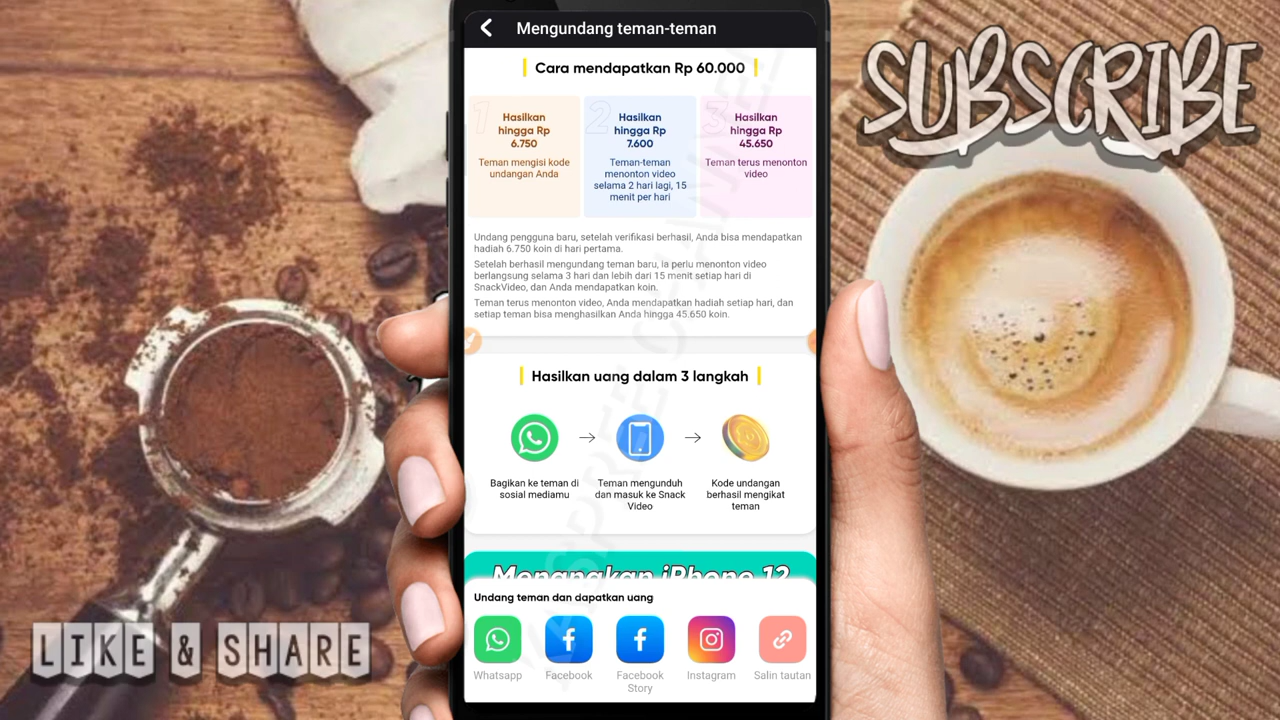 Mengundang teman-teman
Cara mendapatkan Rp 60.000
1
Hasilkan
hingga Rp
6.750
Teman mengisi kode
undangan Anda
2
Hasilkan
hingga Rp
7.600
Teman-teman
menonton video
selama 2 hari lagi, 15
menit per hari
3
Hasilkan
hingga Rp
45.650
Teman terus menonton
video
Undang pengguna baru, setelah verifikasi berhasil, Anda bisa mendapatkan
hadiah 6.750 koin di hari pertama.
Setelah berhasil mengundang teman baru, ia perlu menonton video
berlangsung selama 3 hari dan lebih dari 15 menit setiap hari di
SnackVideo, dan Anda mendapatkan koin.
Teman terus menonton video, Anda mendapatkan hadiah setiap hari, dan
setiap teman bisa menghasilkan Anda hingga 45.650 koin.
Hasilkan uang dalam 3 langkah
Bagikan ke teman di
sosial mediamu
Teman mengunduh
dan masuk ke Snack
Video
Kode undangan
berhasil mengikat
teman
Menangkan iPhone 12
Undang teman dan dapatkan uang
Whatsapp
Facebook
Facebook
Story
Instagram
Salin tautan
SUBSCRIBE
LIKE & SHARE